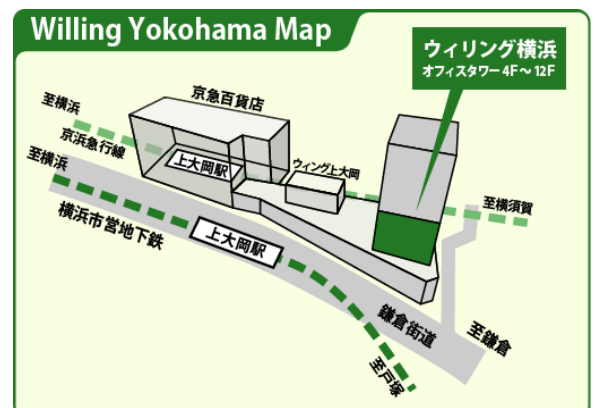 Willing Yokohama Map
ウィリング横浜
オフィスタワー4F〜12F
京急百貨店
至横浜
京浜急行線
上大岡駅
ウィング上大岡
至横浜
至横須賀
横浜市営地下鉄
上大岡駅
鎌倉街道
至鎌倉
至戸塚